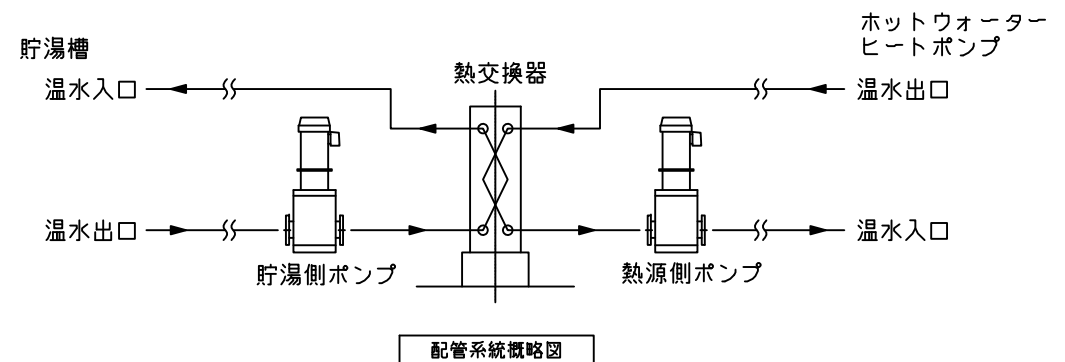 ホットウォーター
ヒートポンプ
貯湯槽
熱交換器
温水入口
温水出口
温水出口
温水入口
貯湯側ポンプ
熱源側ポンプ
配管系統概略図